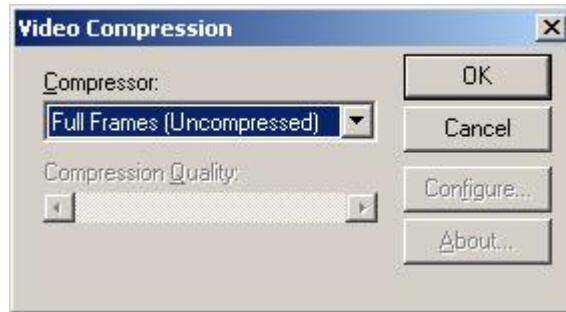 Video Compression
Compressor:
Full Frames (Uncompressed)
Compression Quality:
OK
Cancel
Configure...
About...